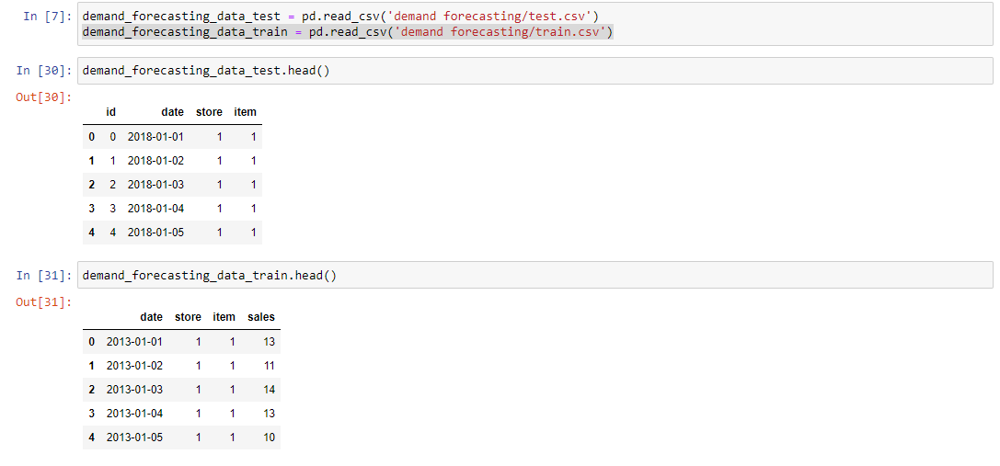 In [7]: demand_forecasting_data_test = pd.read_csv('demand forecasting/test.csv')
demand_forecasting_data_train = pd.read_csv('demand forecasting/train.csv')
In [30]: demand_forecasting_data_test.head()
Out[30]:
id date store item
0 0 2018-01-01 1 1
1 1 2018-01-02 1 1
2 2 2018-01-03 1 1
3 3 2018-01-04 1 1
4 4 2018-01-05 1 1
In [31]: demand_forecasting_data_train.head()
Out[31]:
date store item sales
0 2013-01-01 1 1 13
1 2013-01-02 1 1 11
2 2013-01-03 1 1 14
3 2013-01-04 1 1 13
4 2013-01-05 1 1 10